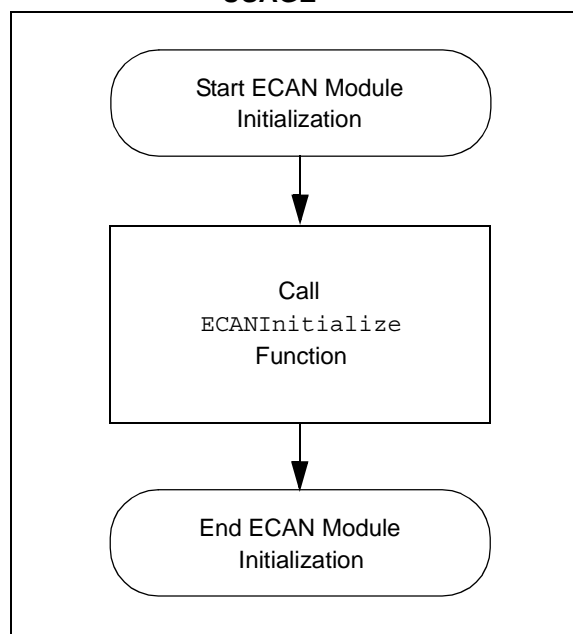 USAGE
Start ECAN Module
Initialization
Call
ECANInitialize
Function
End ECAN Module
Initialization